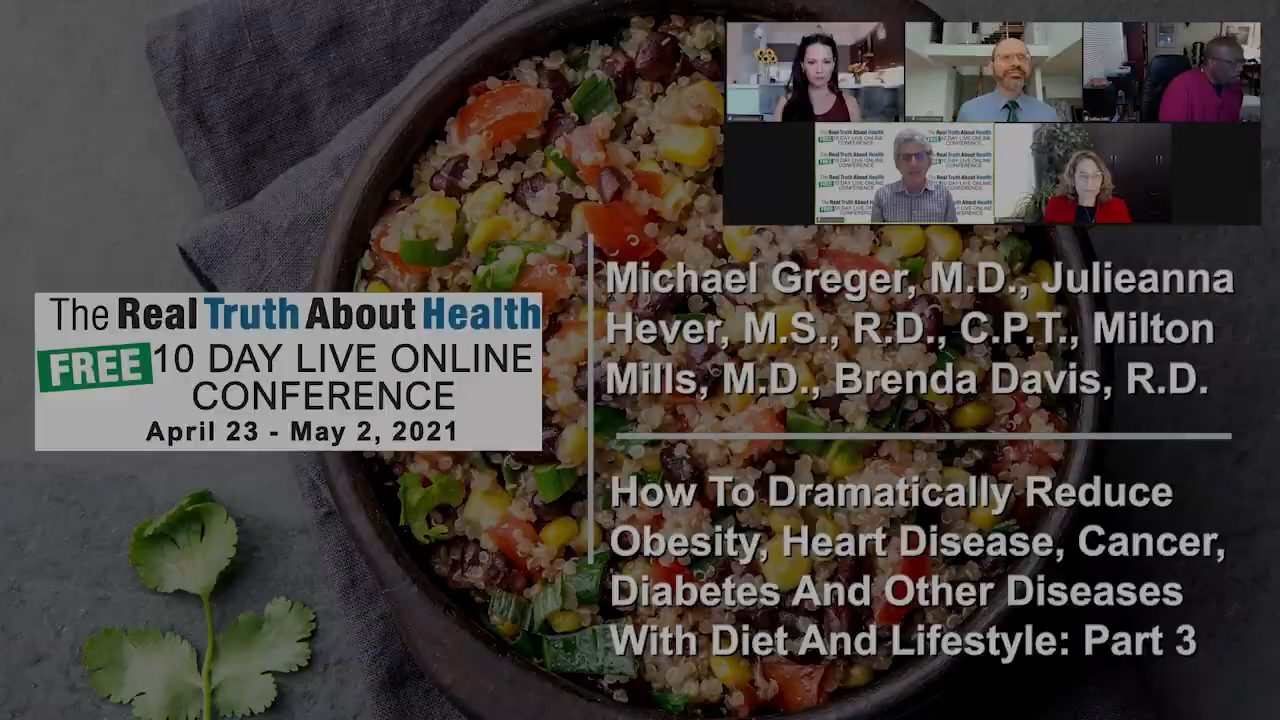 The Real Truth About Health
FREE 10 DAY LIVE ONLINE
CONFERENCE
April 23 - May 2, 2021
Michael Greger, M.D., Julieanna
Hever, M.S., R.D., C.P.T., Milton
Mills, M.D., Brenda Davis, R.D.
How To Dramatically Reduce
Obesity, Heart Disease, Cancer,
Diabetes And Other Diseases
With Diet And Lifestyle: Part 3